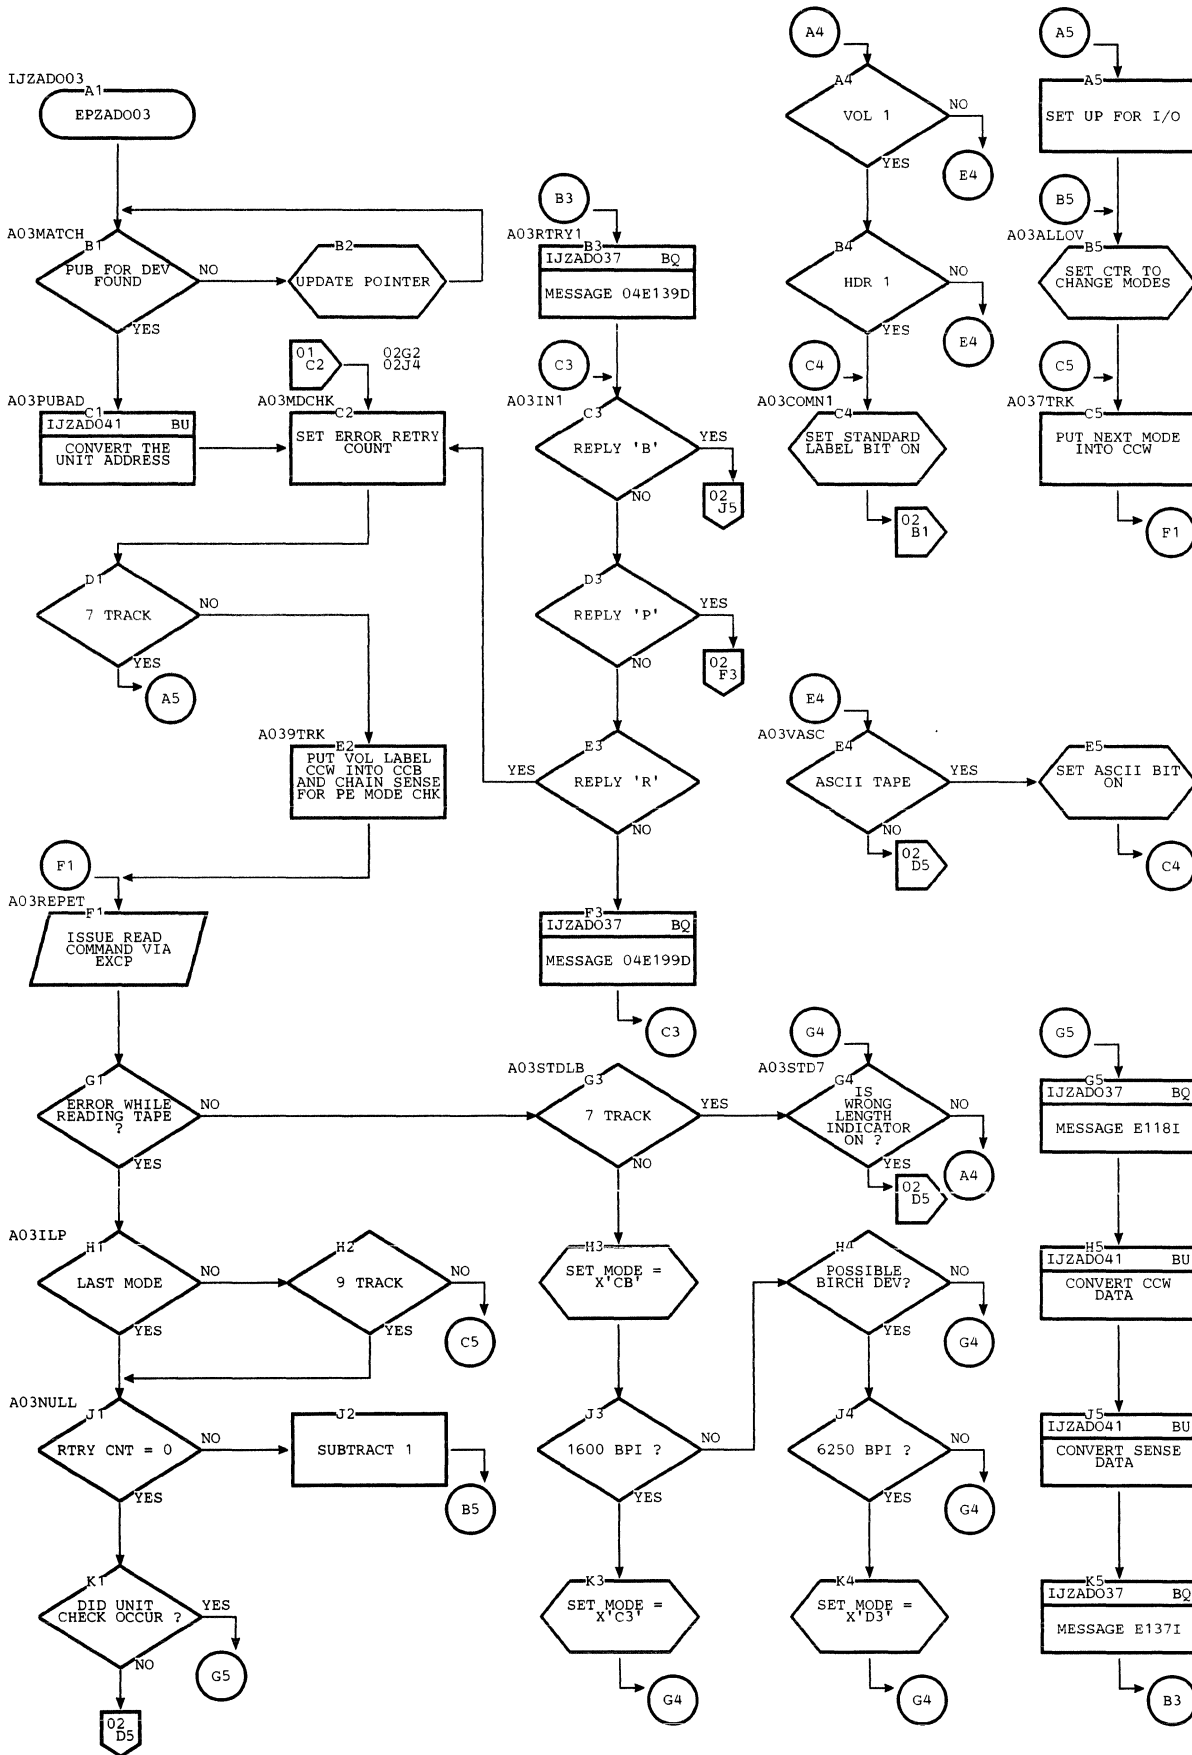 IJZADO03
A1
EPZADO03
A03MATCH
B1
PUB FOR DEV
FOUND
NO
YES
B2
UPDATE POINTER
A03PUBAD
C1
IJZADO41 BU
CONVERT THE
UNIT ADDRESS
01
C2
02G2
02J4
A03MDCHK
C2
SET ERROR RETRY
COUNT
D1
7 TRACK
NO
YES
A5
A039TRK
E2
PUT VOL LABEL
CCW INTO CCB
AND CHAIN SENSE
FOR PE MODE CHK
F1
A03REPET
F1
ISSUE READ
COMMAND VIA
EXCP
G1
ERROR WHILE
READING TAPE
?
NO
YES
A03ILP
H1
LAST MODE
NO
YES
H2
9 TRACK
NO
YES
C5
A03NULL
J1
RTRY CNT = 0
NO
YES
J2
SUBTRACT 1
B5
K1
DID UNIT
CHECK OCCUR ?
YES
NO
G5
02
D5
B3
A03RTRY1
B3
IJZADO37 BQ
MESSAGE 04E139D
C3
A03IN1
C3
REPLY 'B'
YES
NO
02
J5
D3
REPLY 'P'
YES
NO
02
F3
E3
REPLY 'R'
YES
NO
F3
IJZADO37 BQ
MESSAGE 04E199D
C3
A03STDLB
G3
7 TRACK
YES
NO
H3
SET MODE =
X'CB'
J3
1600 BPI ?
NO
YES
K3
SET MODE =
X'C3'
G4
A4
A4
VOL 1
NO
YES
E4
B4
HDR 1
NO
YES
E4
C4
A03COMN1
C4
SET STANDARD
LABEL BIT ON
02
B1
E4
A03VASC
E4
ASCII TAPE
YES
NO
02
D5
E5
SET ASCII BIT
ON
C4
G4
A03STD7
G4
IS
WRONG
LENGTH
INDICATOR
ON ?
NO
YES
A4
02
D5
H4
POSSIBLE
BIRCH DEV?
NO
YES
G4
J4
6250 BPI ?
NO
YES
G4
K4
SET MODE =
X'D3'
G4
A5
A5
SET UP FOR I/O
B5
A03ALLOV
B5
SET CTR TO
CHANGE MODES
C5
A037TRK
C5
PUT NEXT MODE
INTO CCW
F1
G5
G5
IJZADO37 BQ
MESSAGE E118I
H5
IJZADO41 BU
CONVERT CCW
DATA
J5
IJZADO41 BU
CONVERT SENSE
DATA
K5
IJZADO37 BQ
MESSAGE E137I
B3